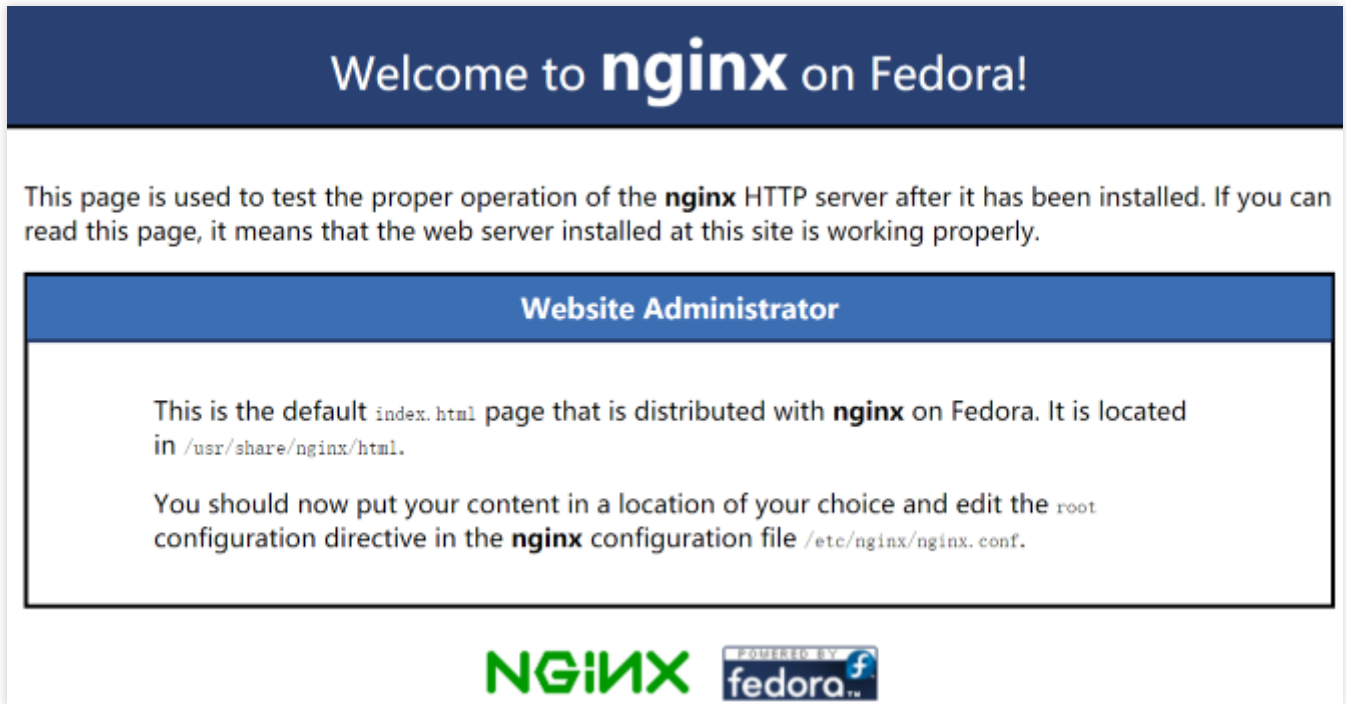 Welcome to nginx on Fedora!
This page is used to test the proper operation of the nginx HTTP server after it has been installed. If you can
read this page, it means that the web server installed at this site is working properly.
Website Administrator
This is the default index.html page that is distributed with nginx on Fedora. It is located
in /usr/share/nginx/html.
You should now put your content in a location of your choice and edit the root
configuration directive in the nginx configuration file /etc/nginx/nginx.conf.
NGiNX
POWERED BY
fedora™